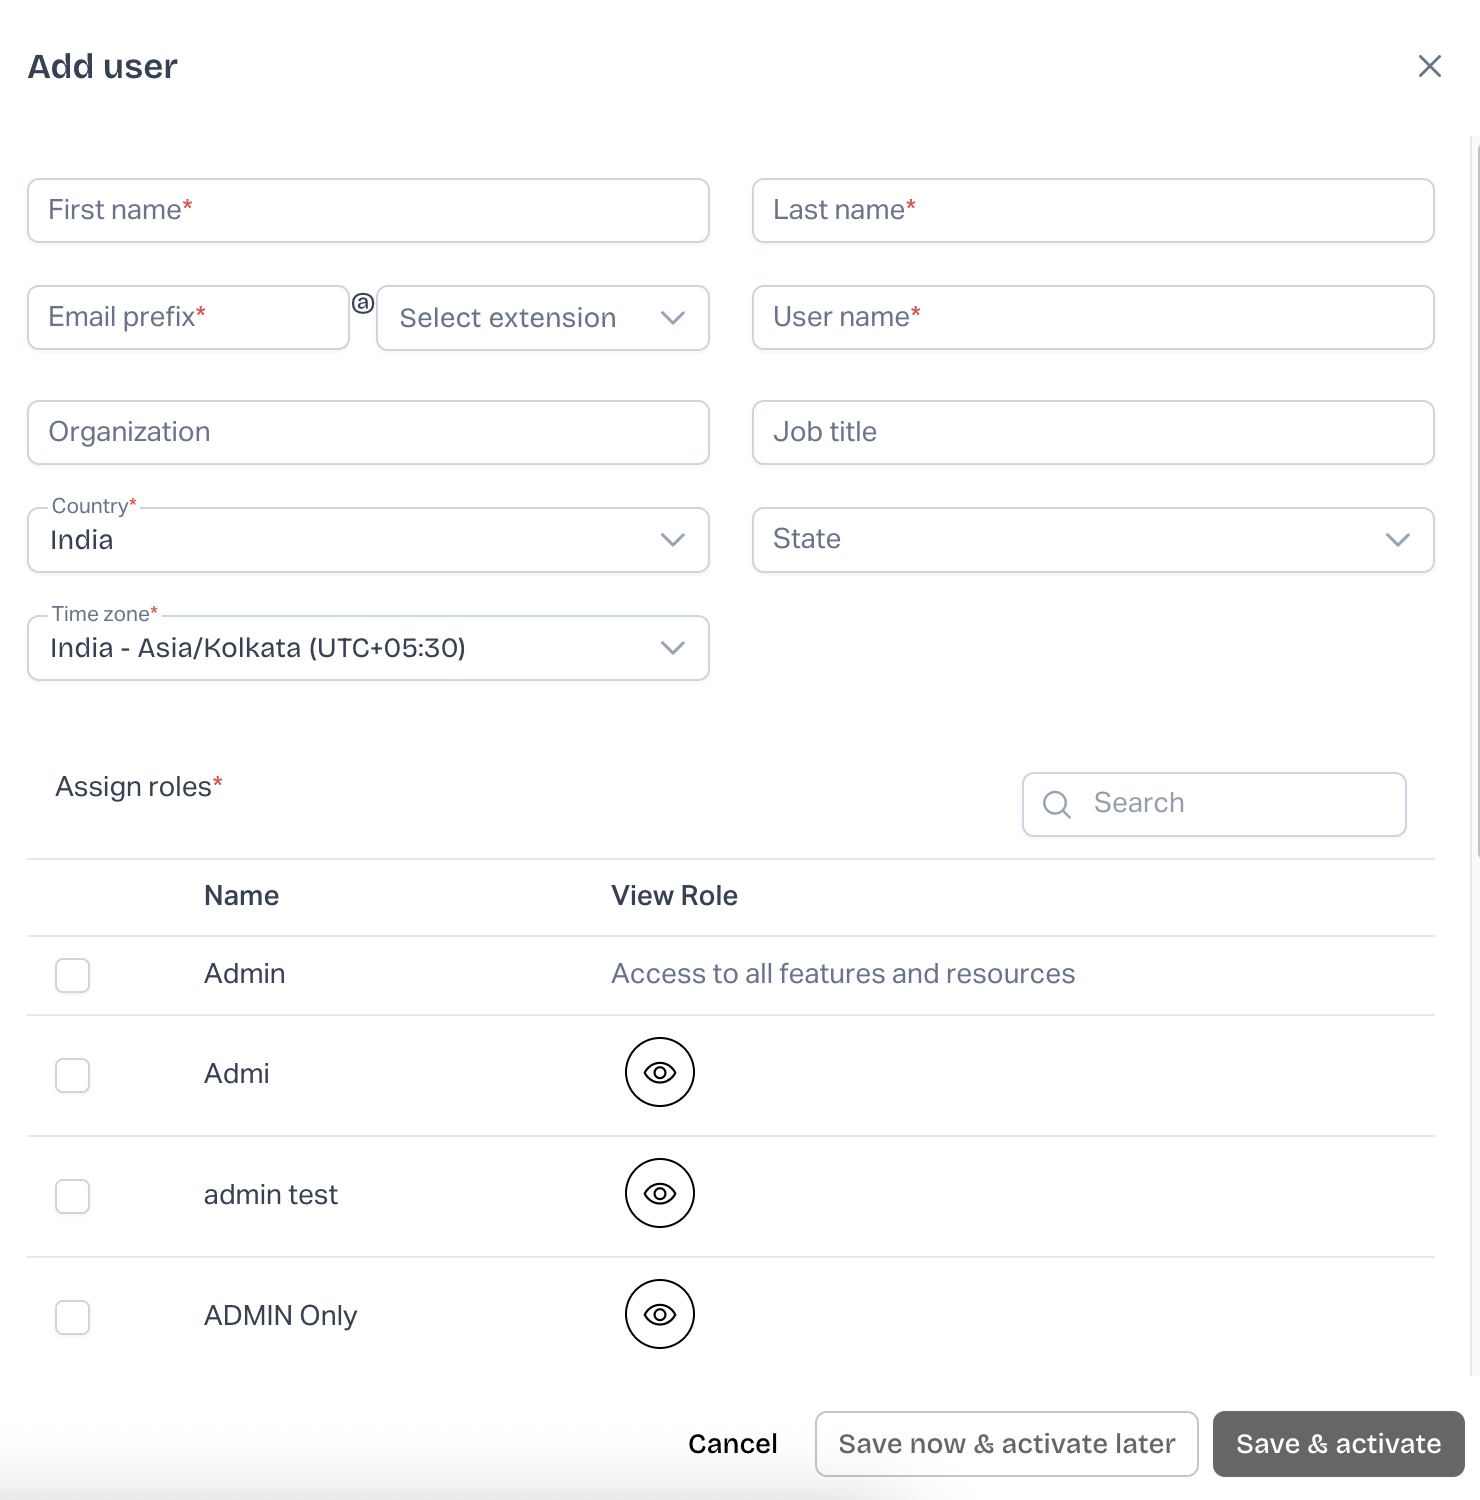 Add user
First name* Last name*
Email prefix* @ Select extension User name*
Organization Job title
Country*
India State
Time zone*
India - Asia/Kolkata (UTC+05:30)
Assign roles* Search
Name View Role
Admin Access to all features and resources
Admi
admin test
ADMIN Only
Cancel Save now & activate later Save & activate